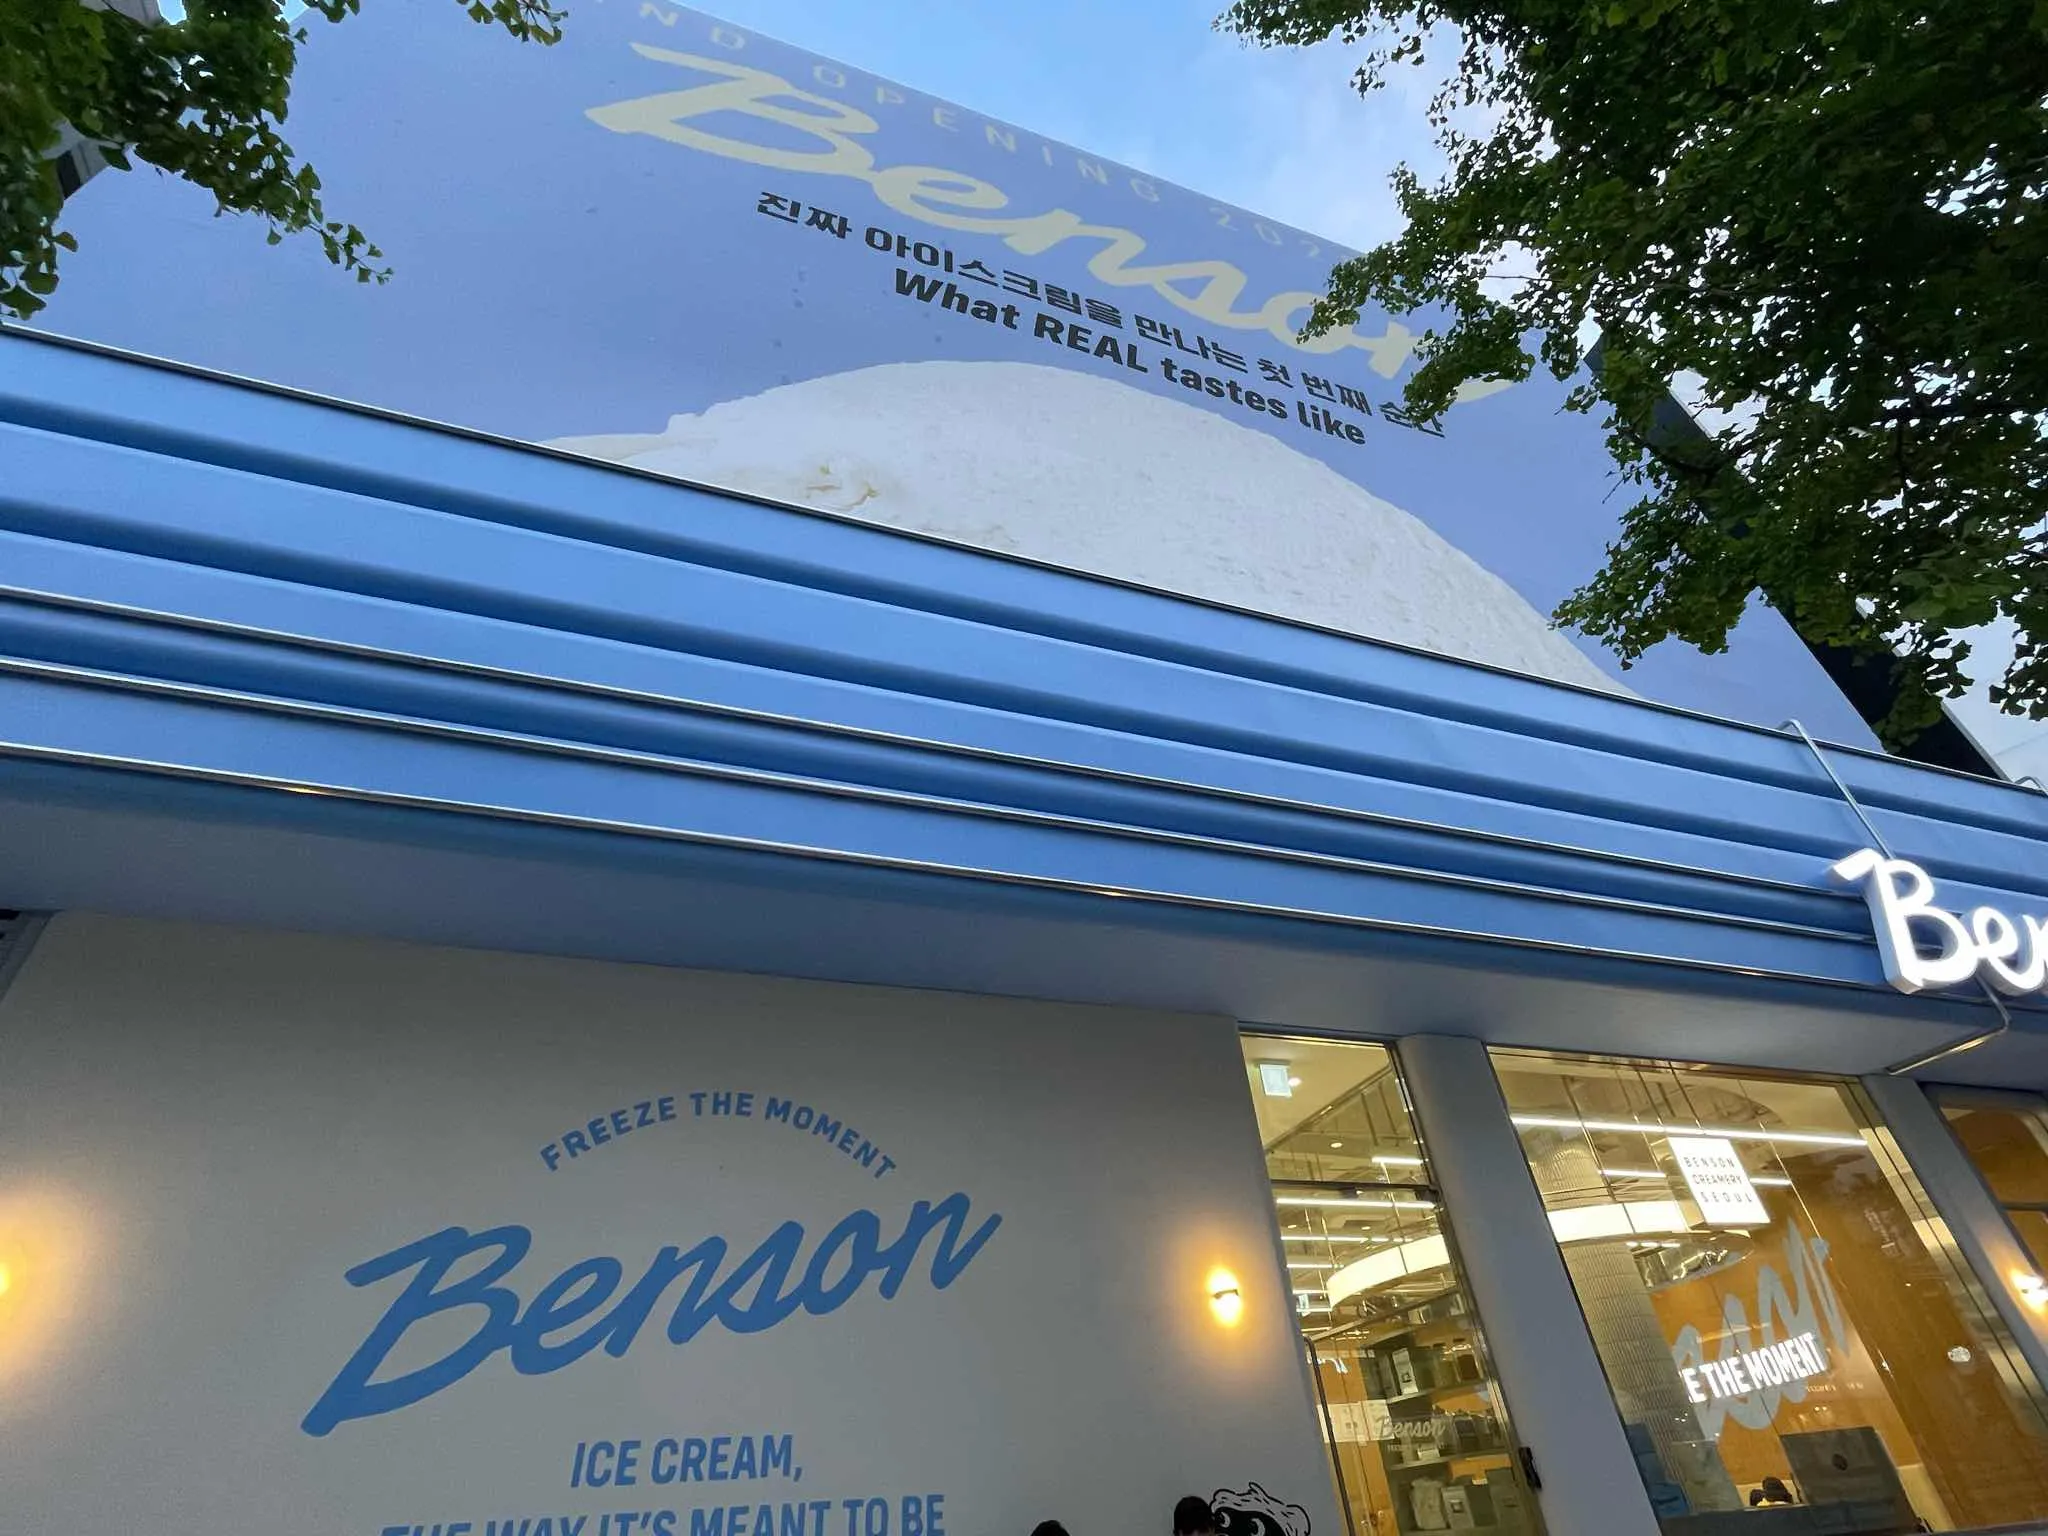 OPENING
Benson
진짜 아이스크림을 만나는 첫 번째 순간
What REAL tastes like
Ben
FREEZE THE MOMENT
Benson
ICE CREAM,
THE WAY IT'S MEANT TO BE
BENSON
CREAMERY
SEOUL
THE MOMENT
Benson